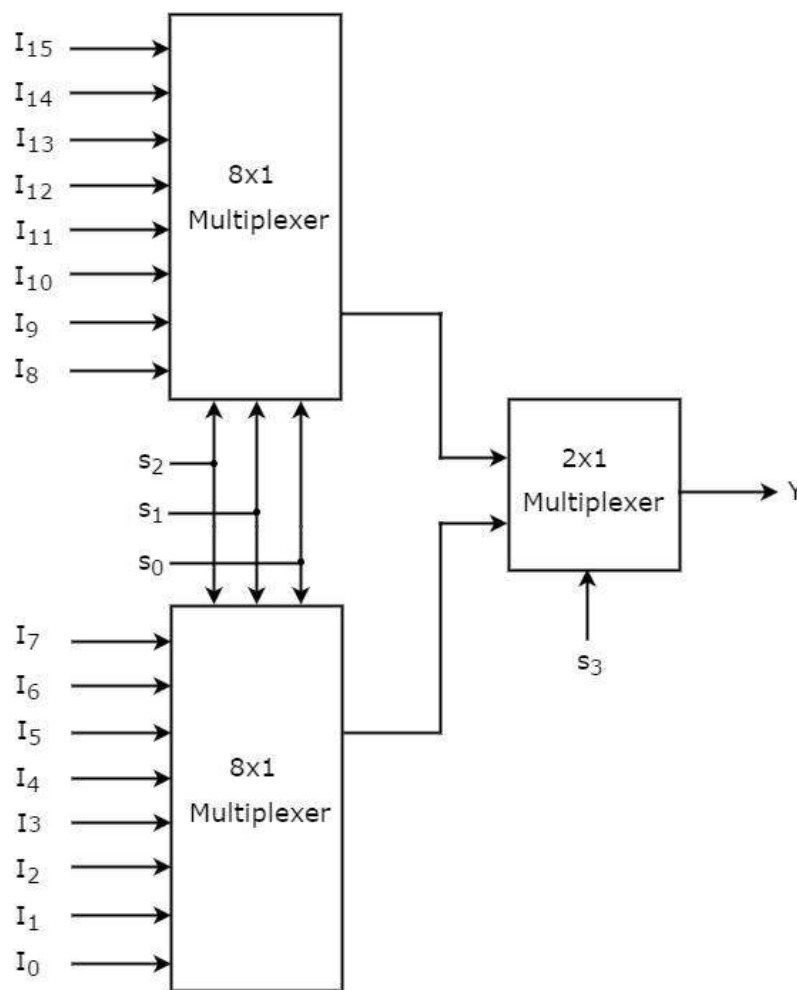 I15
I14
I13
I12
I11
I10
I9
I8
8x1
Multiplexer
s2
s1
s0
2x1
Multiplexer
Y
s3
I7
I6
I5
I4
I3
I2
I1
I0
8x1
Multiplexer